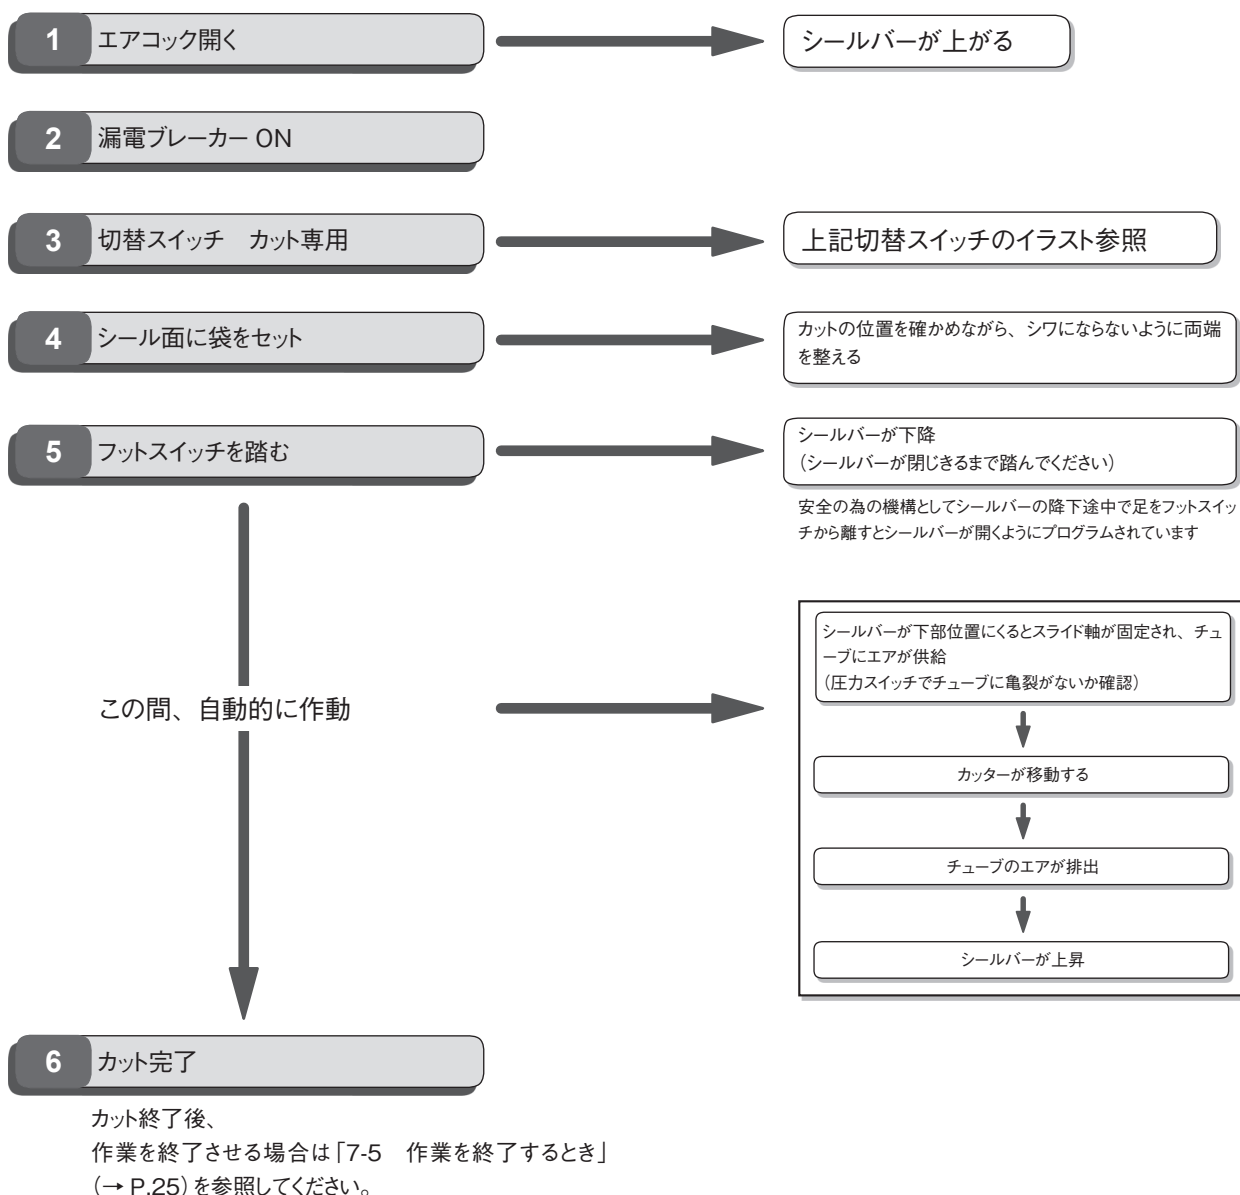 1 エアコック開く
シールバーが上がる
2 漏電ブレーカー ON
3 切替スイッチ　カット専用
上記切替スイッチのイラスト参照
4 シール面に袋をセット
カットの位置を確かめながら、シワにならないように両端
を整える
5 フットスイッチを踏む
シールバーが下降
（シールバーが閉じきるまで踏んでください）
安全の為の機構としてシールバーの降下途中で足をフットスイッ
チから離すとシールバーが開くようにプログラムされています
この間、自動的に作動
シールバーが下部位置にくるとスライド軸が固定され、チュ
ーブにエアが供給
（圧力スイッチでチューブに亀裂がないか確認）
カッターが移動する
チューブのエアが排出
シールバーが上昇
6 カット完了
カット終了後、
作業を終了させる場合は「7-5　作業を終了するとき」
（→ P.25）を参照してください。